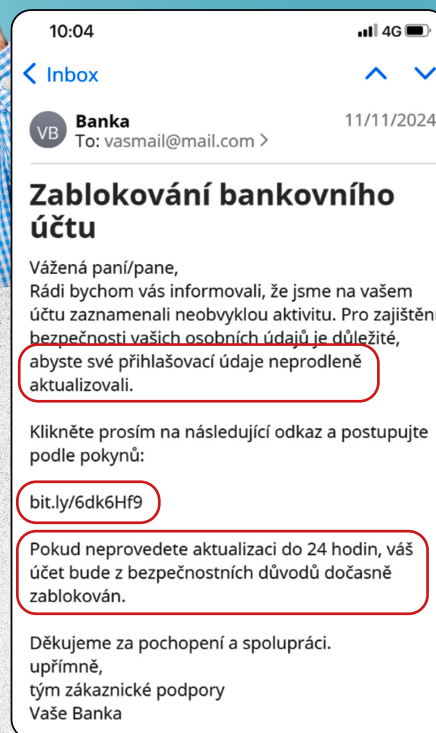 10:04
4G
Inbox
VB
Banka
11/11/2024
To: vasmail@mail.com >
Zablokování bankovního
účtu
Vážená paní/pane,
Rádi bychom vás informovali, že jsme na vašem
účtu zaznamenali neobvyklou aktivitu. Pro zajištění
bezpečnosti vašich osobních údajů je důležité,
abyste své přihlašovací údaje neprodleně
aktualizovali.
Klikněte prosím na následující odkaz a postupujte
podle pokynů:
bit.ly/6dk6Hf9
Pokud neprovedete aktualizaci do 24 hodin, váš
účet bude z bezpečnostních důvodů dočasně
zablokován.
Děkujeme za pochopení a spolupráci.
upřímně,
tým zákaznické podpory
Vaše Banka